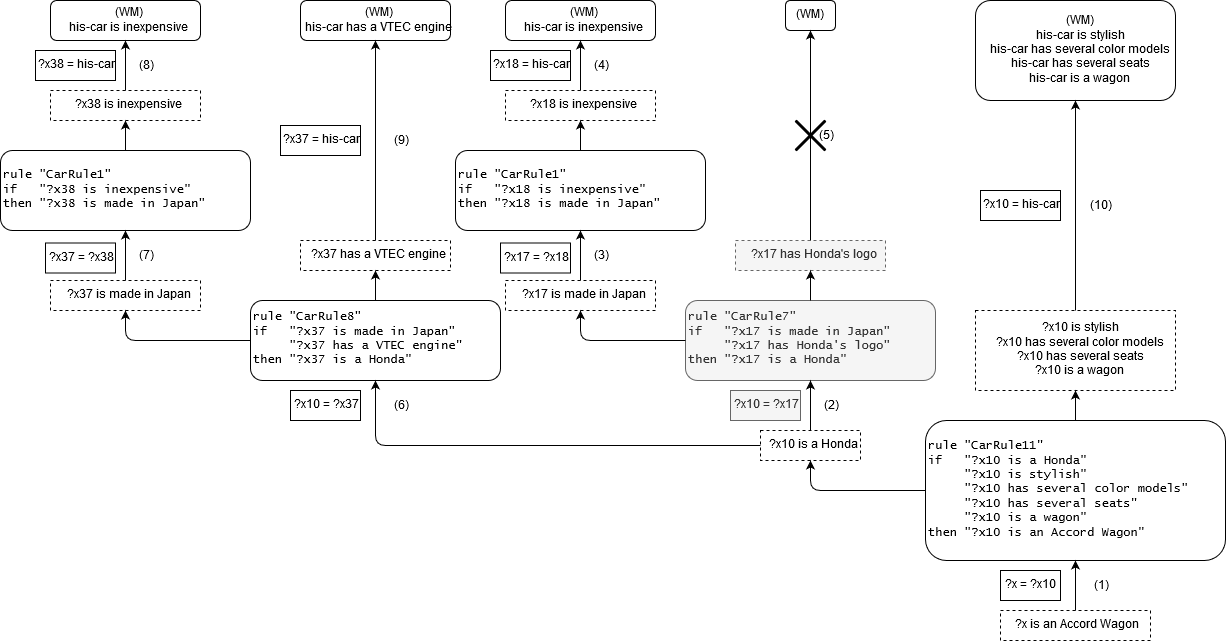 (WM)
his-car is inexpensive
(WM)
his-car has a VTEC engine
(WM)
his-car is inexpensive
(WM)
(WM)
his-car is stylish
his-car has several color models
his-car has several seats
his-car is a wagon
?x38 = his-car
(8)
?x18 = his-car
(4)
?x38 is inexpensive
?x18 is inexpensive
?x37 = his-car
(9)
(5)
rule "CarRule1"
if "?x38 is inexpensive"
then "?x38 is made in Japan"
rule "CarRule1"
if "?x18 is inexpensive"
then "?x18 is made in Japan"
?x10 = his-car
(10)
?x37 = ?x38
(7)
?x37 has a VTEC engine
?x17 = ?x18
(3)
?x17 has Honda's logo
?x37 is made in Japan
?x17 is made in Japan
rule "CarRule8"
if "?x37 is made in Japan"
"?x37 has a VTEC engine"
then "?x37 is a Honda"
rule "CarRule7"
if "?x17 is made in Japan"
"?x17 has Honda's logo"
then "?x17 is a Honda"
?x10 is stylish
?x10 has several color models
?x10 has several seats
?x10 is a wagon
?x10 = ?x37
(6)
?x10 = ?x17
(2)
?x10 is a Honda
rule "CarRule11"
if "?x10 is a Honda"
"?x10 is stylish"
"?x10 has several color models"
"?x10 has several seats"
"?x10 is a wagon"
then "?x10 is an Accord Wagon"
?x = ?x10
(1)
?x is an Accord Wagon